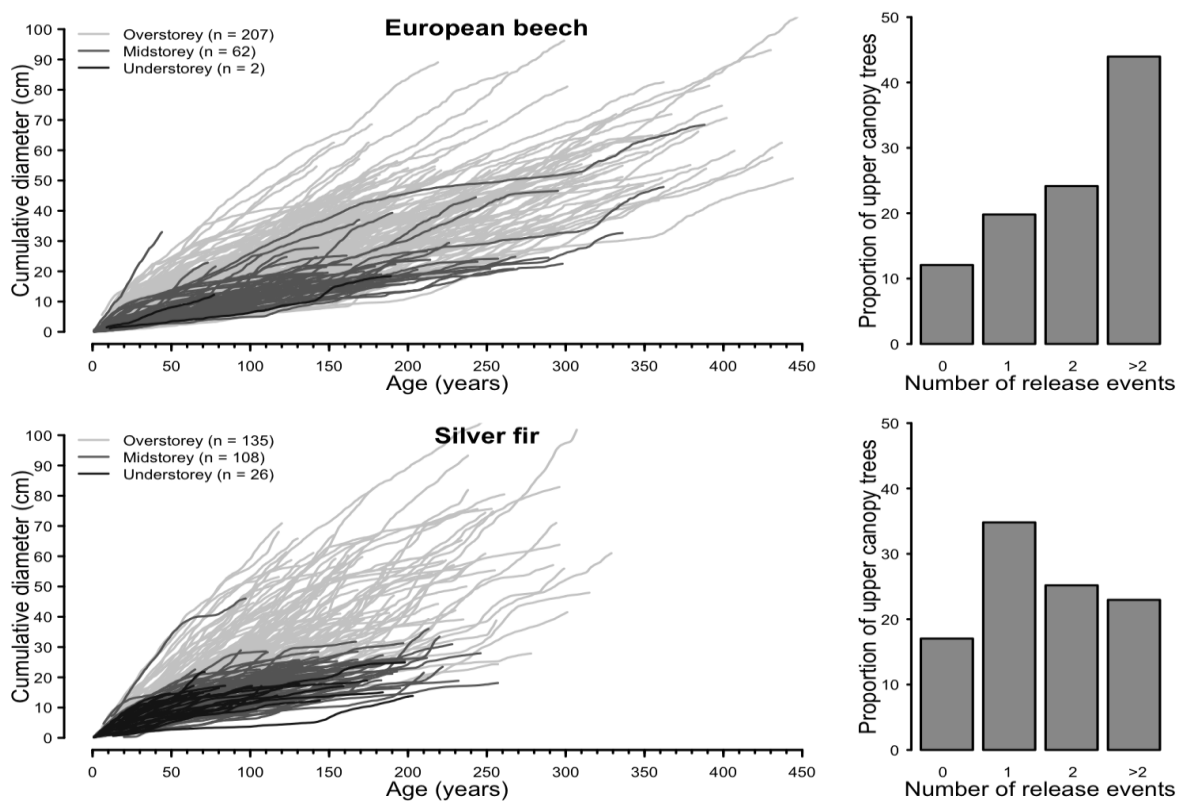 European beech
Overstorey (n = 207)
Midstorey (n = 62)
Understorey (n = 2)
Cumulative diameter (cm)
100
90
80
70
60
50
40
30
20
10
0
0 50 100 150 200 250 300 350 400 450
Age (years)
Proportion of upper canopy trees
50
40
30
20
10
0
0 1 2 >2
Number of release events
Silver fir
Overstorey (n = 135)
Midstorey (n = 108)
Understorey (n = 26)
Cumulative diameter (cm)
100
90
80
70
60
50
40
30
20
10
0
0 50 100 150 200 250 300 350 400 450
Age (years)
Proportion of upper canopy trees
50
40
30
20
10
0
0 1 2 >2
Number of release events